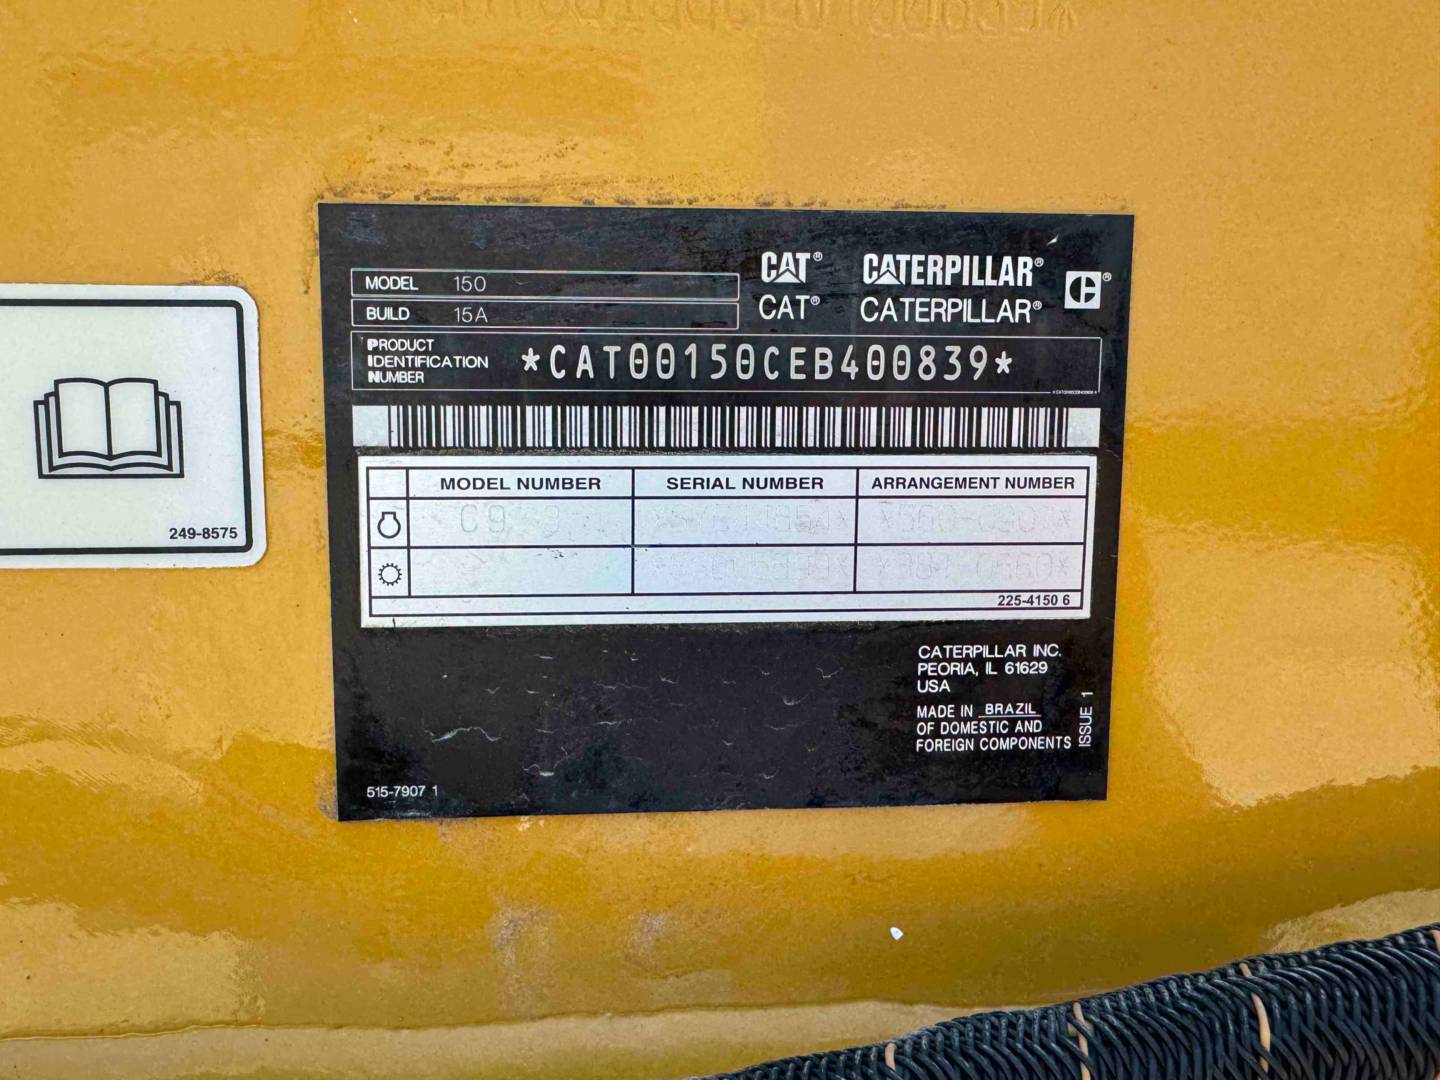 MODEL 150
BUILD 15A
CAT® CATERPILLAR®
CAT® CATERPILLAR®
PRODUCT
IDENTIFICATION
NUMBER
*CAT00150CEB400839*
MODEL NUMBER SERIAL NUMBER ARRANGEMENT NUMBER
225-4150 6
249-8575
CATERPILLAR INC.
PEORIA, IL 61629
USA
MADE IN BRAZIL
OF DOMESTIC AND
FOREIGN COMPONENTS
ISSUE 1
515-7907 1